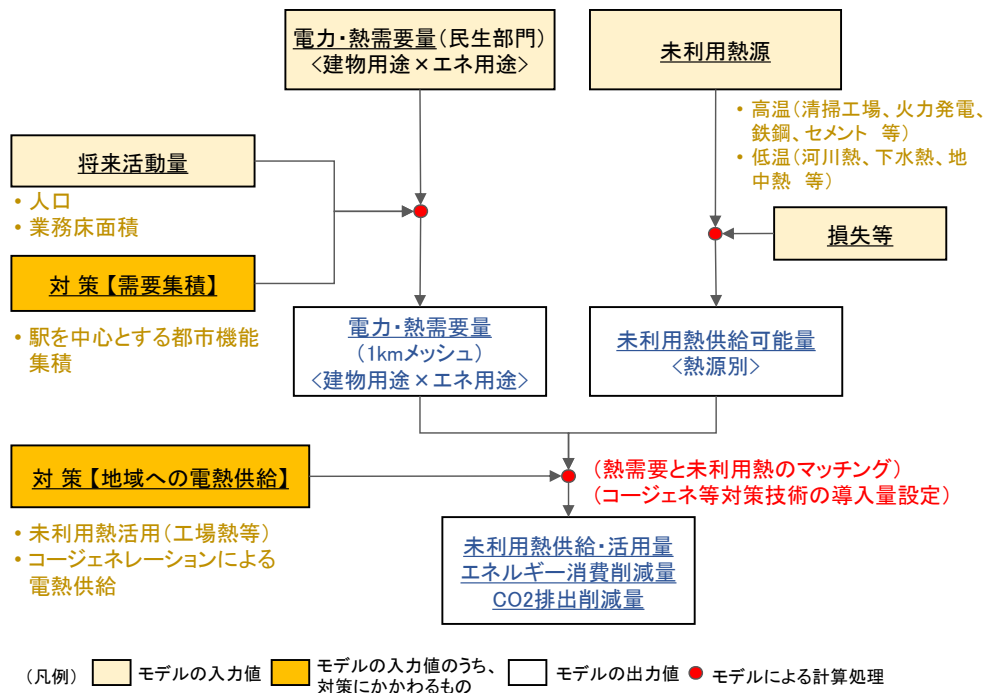 電力・熱需要量(民生部門)
<建物用途×エネ用途>
未利用熱源
• 高温(清掃工場、火力発電、
鉄鋼、セメント 等)
• 低温(河川熱、下水熱、地
中熱 等)
将来活動量
• 人口
• 業務床面積
損失等
対 策【需要集積】
• 駅を中心とする都市機能
集積
電力・熱需要量
(1kmメッシュ)
<建物用途×エネ用途>
未利用熱供給可能量
<熱源別>
対 策【地域への電熱供給】
(熱需要と未利用熱のマッチング)
(コージェネ等対策技術の導入量設定)
• 未利用熱活用(工場熱等)
• コージェネレーションによる
電熱供給
未利用熱供給・活用量
エネルギー消費削減量
CO2排出削減量
(凡例)
モデルの入力値
モデルの入力値のうち、
対策にかかわるもの
モデルの出力値
モデルによる計算処理